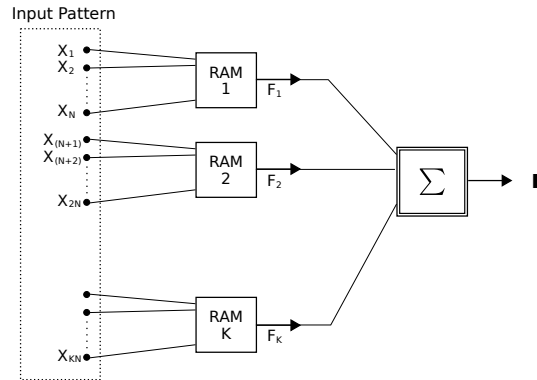 Input Pattern
X1
X2
XN
RAM
1
F1
X(N+1)
X(N+2)
X2N
RAM
2
F2
Σ
XKN
RAM
K
FK